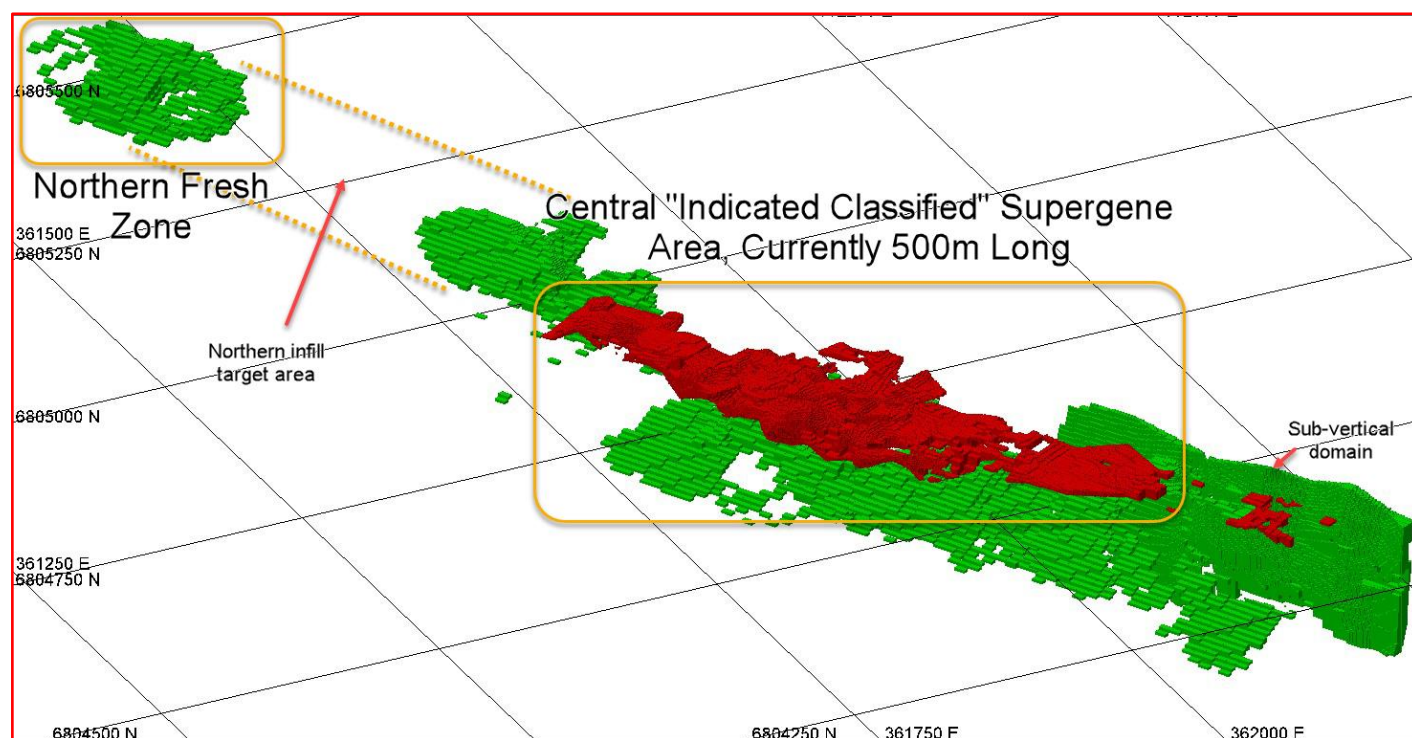 6805500 N
Northern Fresh
Zone
Central "Indicated Classified" Supergene
Area, Currently 500m Long
361500 E
6805250 N
Northern infill
target area
6805000 N
Sub-vertical
domain
361250 E
6804750 N
6804500 N
6804250 N
361750 E
362000 E